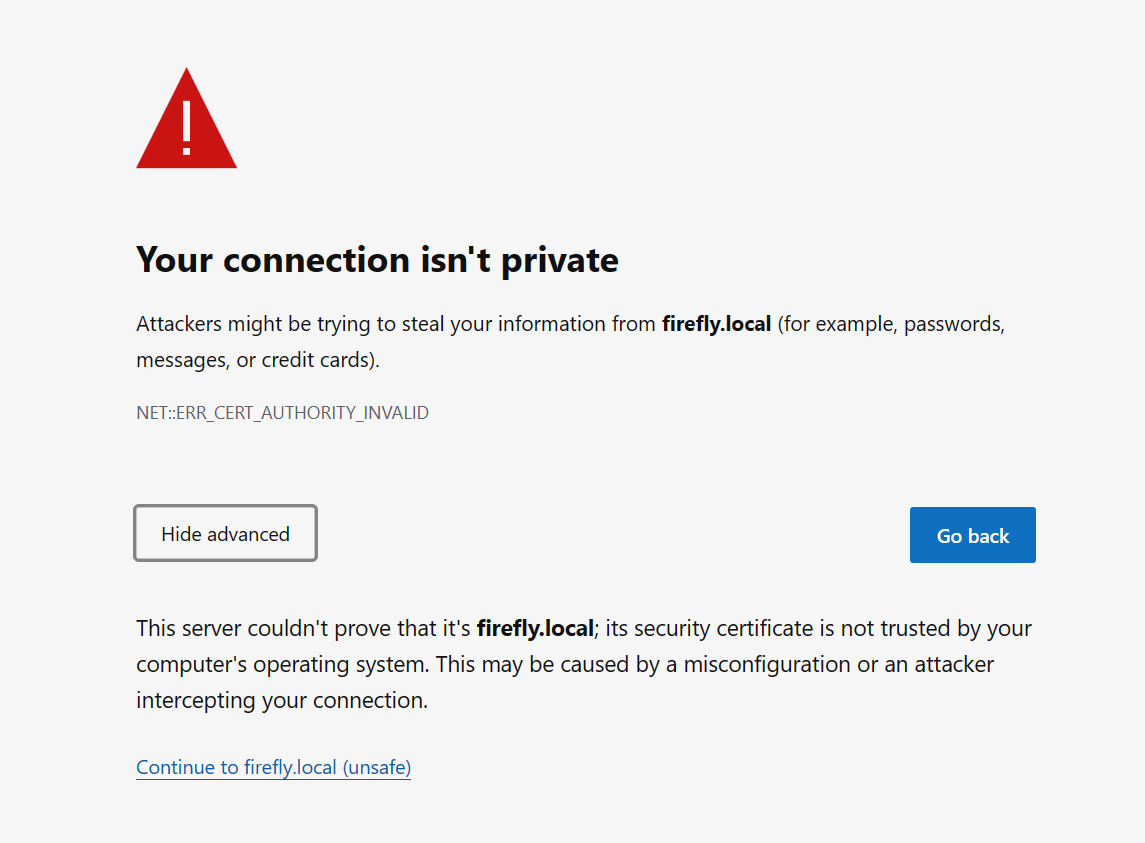 Your connection isn't private
Attackers might be trying to steal your information from firefly.local (for example, passwords,
messages, or credit cards).
NET::ERR_CERT_AUTHORITY_INVALID
Hide advanced
Go back
This server couldn't prove that it's firefly.local; its security certificate is not trusted by your
computer's operating system. This may be caused by a misconfiguration or an attacker
intercepting your connection.
Continue to firefly.local (unsafe)